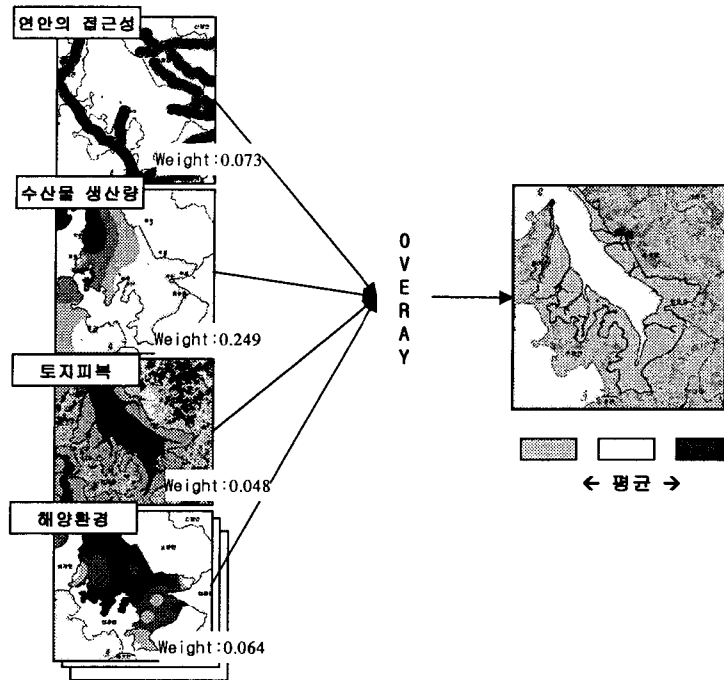 연안의 접근성
Weight:0.073
수산물 생산량
Weight:0.249
토지피복
Weight:0.048
해양환경
Weight:0.064
OVERAY
← 평균 →